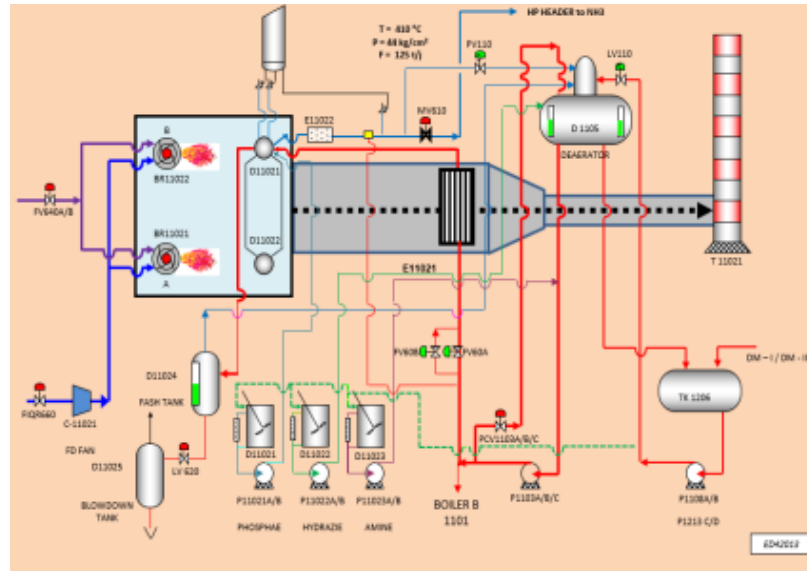 HP HEADER to NH3
T = 410 °C
P = 44 kg/cm²
F = 125 t/j
PV110
LV110
E11022
MV610
D 1105
DEAERATOR
B
BR11022
D11021
FV640A/B
BR11021
D11022
A
T 11021
E11021
FV60B
FV60A
DM – I / DM - II
D11024
FASH TANK
TK 1206
FIQR660
C-11021
FD FAN
D11021
D11022
D11023
PCV1103A/B/C
D11025
LV 620
BLOWDOWN
TANK
P11021A/B
P11022A/B
P11023A/B
BOILER B
1101
P1103A/B/C
P1108A/B
PHOSPHAE
HYDRAZIE
AMINE
P1213 C/D
ED42013